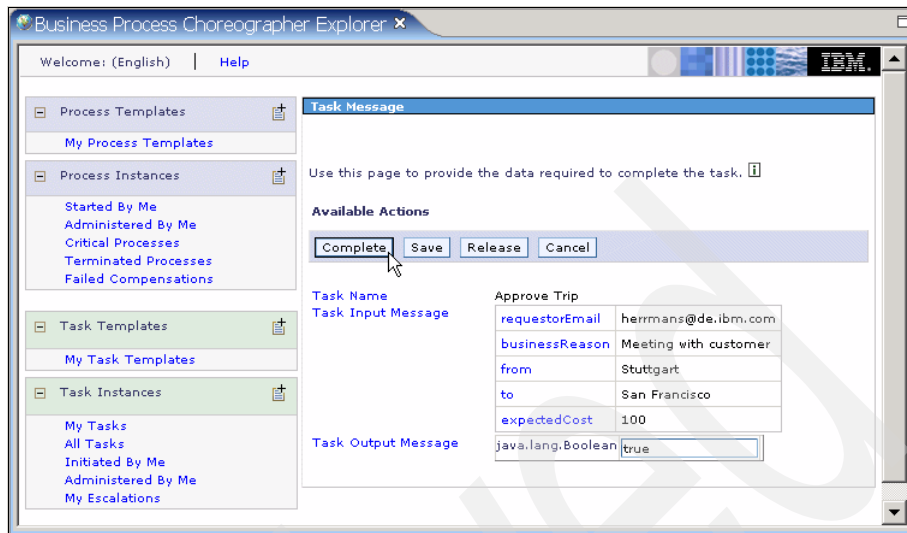 Business Process Choreographer Explorer
Welcome: (English) | Help
IBM.
Process Templates
My Process Templates
Process Instances
Started By Me
Administered By Me
Critical Processes
Terminated Processes
Failed Compensations
Task Templates
My Task Templates
Task Instances
My Tasks
All Tasks
Initiated By Me
Administered By Me
My Escalations
Task Message
Use this page to provide the data required to complete the task. i
Available Actions
Complete Save Release Cancel
Task Name Approve Trip
Task Input Message
requestorEmail herrmans@de.ibm.com
businessReason Meeting with customer
from Stuttgart
to San Francisco
expectedCost 100
Task Output Message java.lang.Boolean true